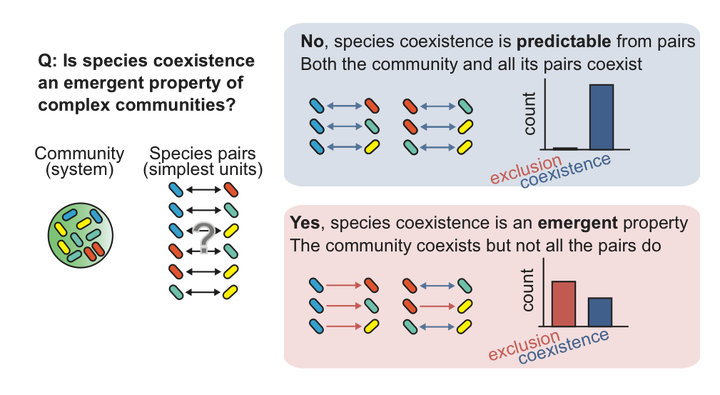 Q: Is species coexistence
an emergent property of
complex communities?
Community
(system)
Species pairs
(simplest units)
?
No, species coexistence is predictable from pairs
Both the community and all its pairs coexist
count
exclusion
coexistence
Yes, species coexistence is an emergent property
The community coexists but not all the pairs do
count
exclusion
coexistence